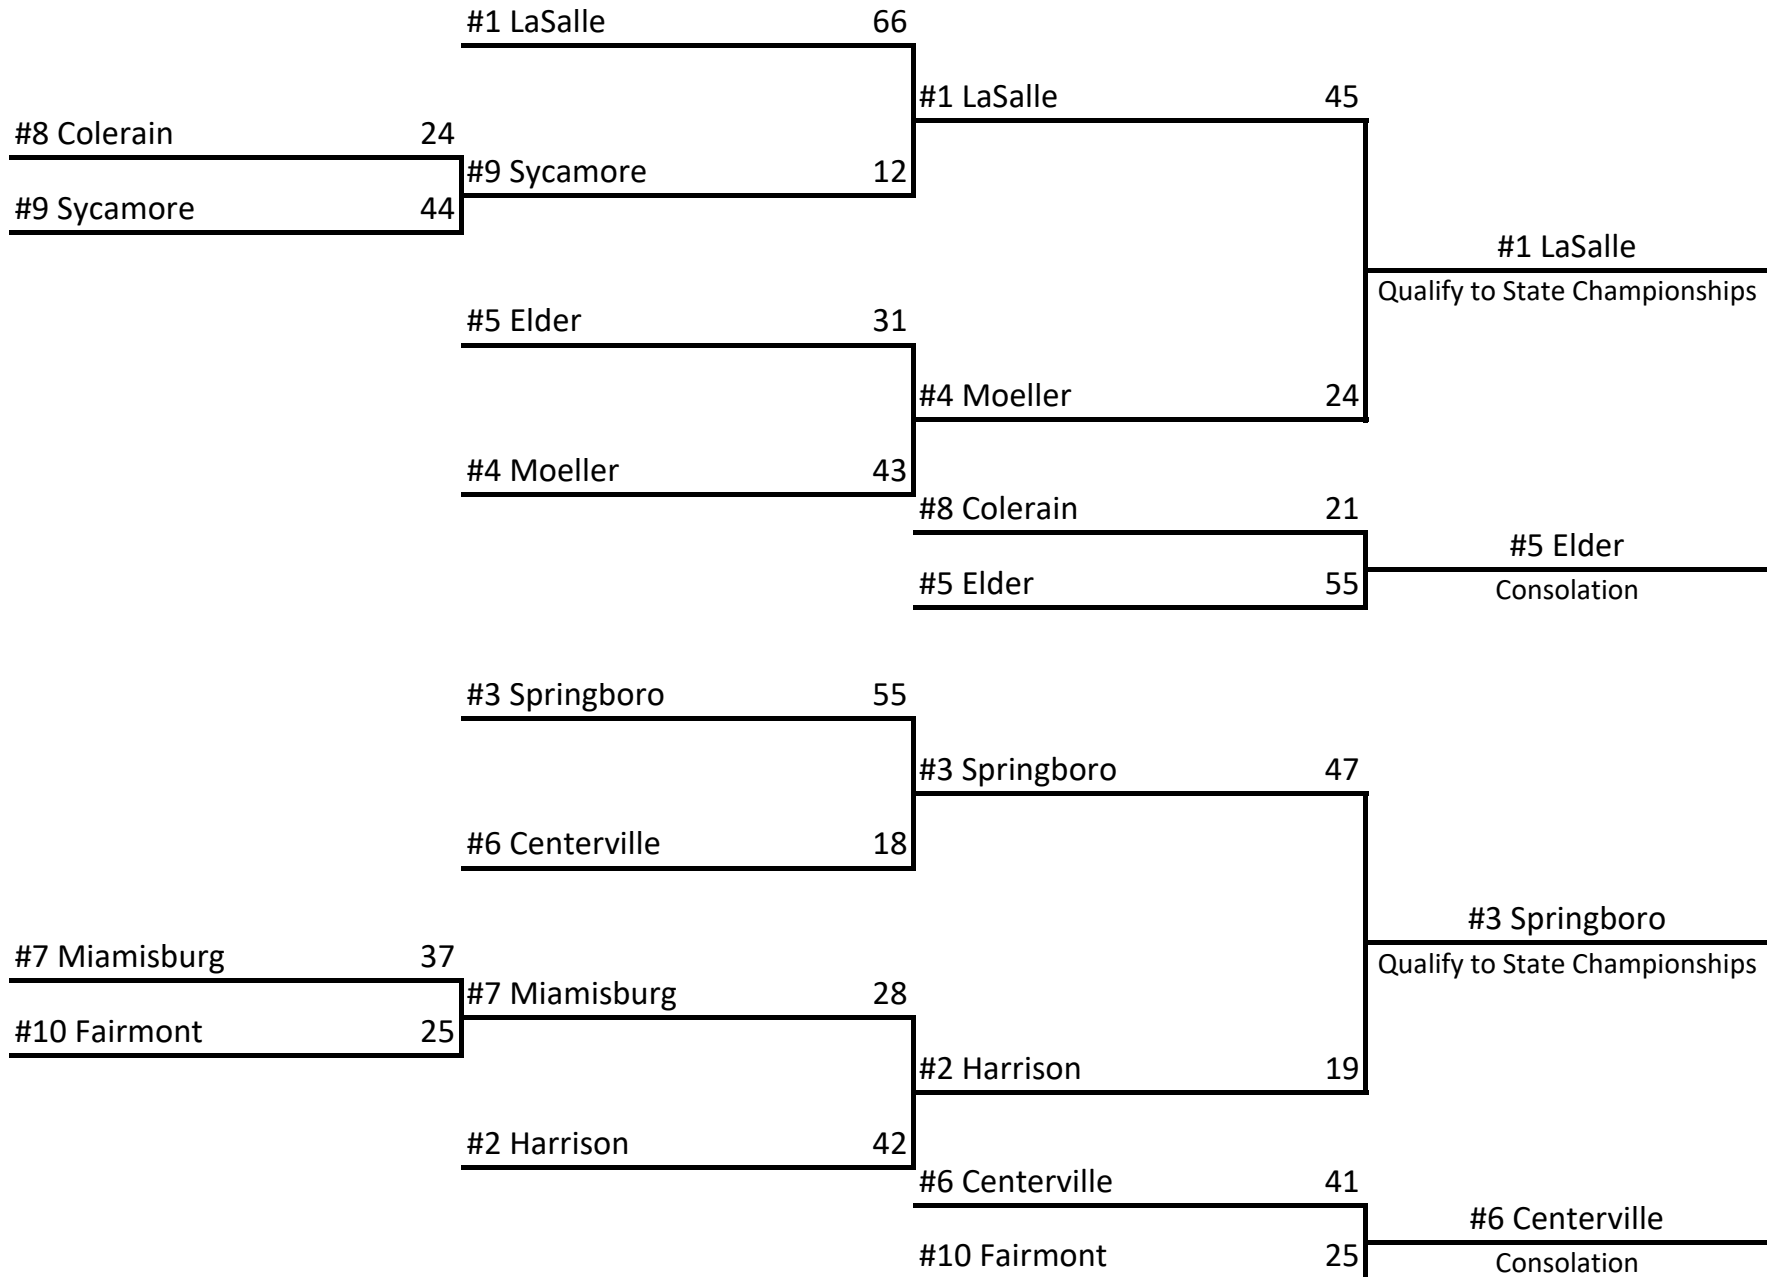 #1 LaSalle 66
#1 LaSalle 45
#8 Colerain 24
#9 Sycamore 12
#9 Sycamore 44
#1 LaSalle
Qualify to State Championships
#5 Elder 31
#4 Moeller 24
#4 Moeller 43
#8 Colerain 21
#5 Elder
#5 Elder 55
Consolation
#3 Springboro 55
#3 Springboro 47
#6 Centerville 18
#3 Springboro
#7 Miamisburg 37
Qualify to State Championships
#7 Miamisburg 28
#10 Fairmont 25
#2 Harrison 19
#2 Harrison 42
#6 Centerville 41
#6 Centerville
#10 Fairmont 25
Consolation